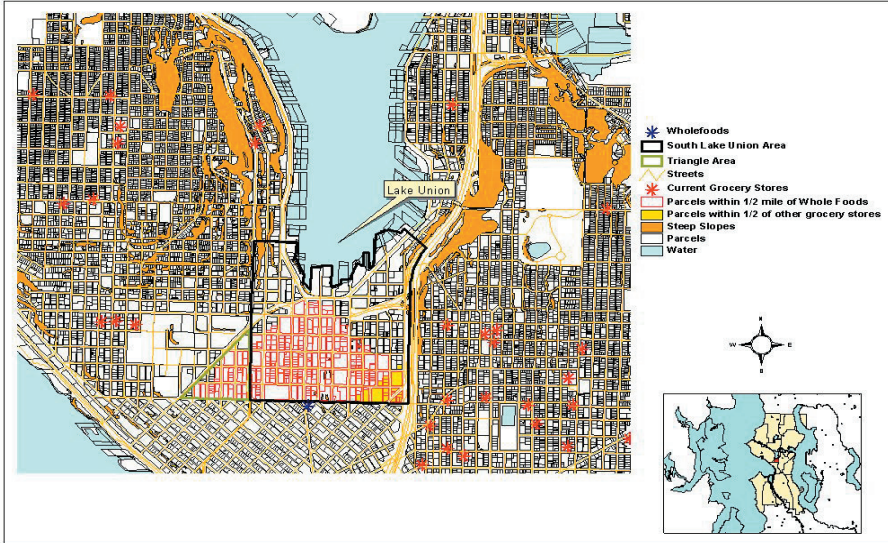 Lake Union
Wholefoods
South Lake Union Area
Triangle Area
Streets
Current Grocery Stores
Parcels within 1/2 mile of Whole Foods
Parcels within 1/2 of other grocery stores
Steep Slopes
Parcels
Water
N
W E
S